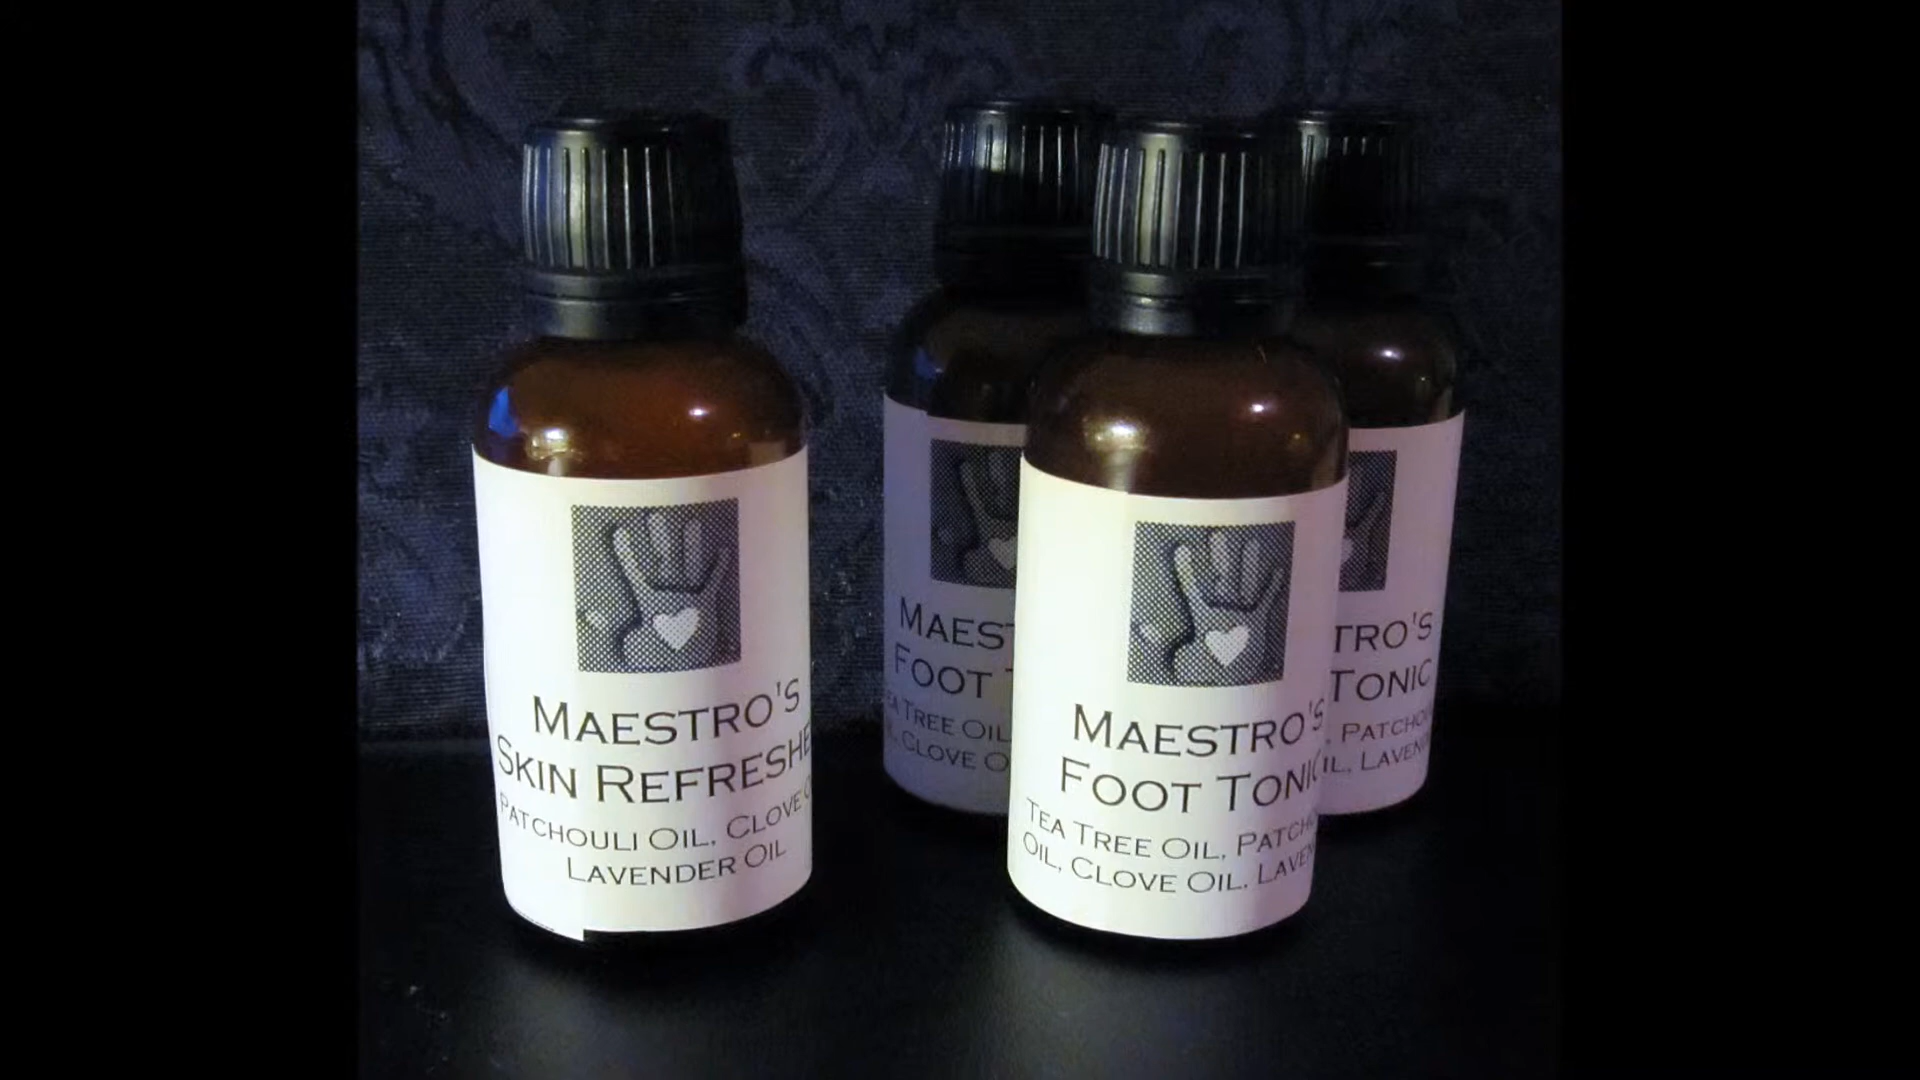 MAESTRO'S
SKIN REFRESHE
PATCHOULI OIL, CLOVE
LAVENDER OIL
MAES
FOOT
TREE OIL
CLOVE O
MAESTRO'S
FOOT TONIC
TEA TREE OIL, PATCHO
OIL, CLOVE OIL, LAVEN
TRO'S
TONIC
, PATCHO
IL, LAVEN